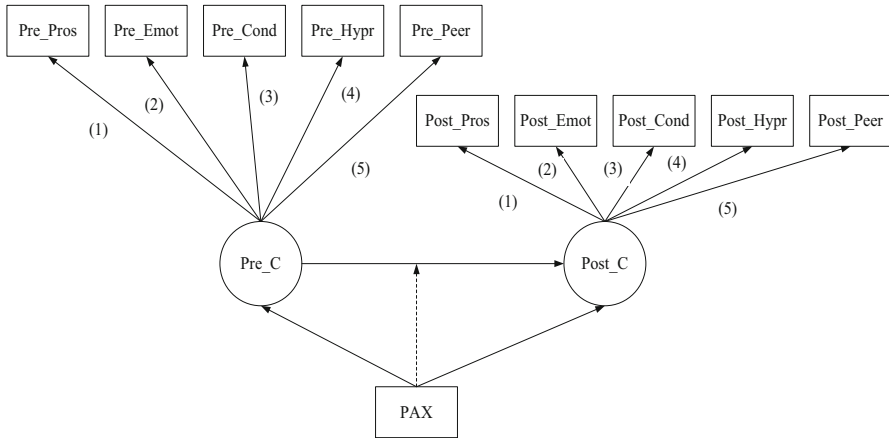 Pre_Pros
Pre_Emot
Pre_Cond
Pre_Hypr
Pre_Peer
(1)
(2)
(3)
(4)
(5)
Post_Pros
Post_Emot
Post_Cond
Post_Hypr
Post_Peer
(1)
(2)
(3)
(4)
(5)
Pre_C
Post_C
PAX